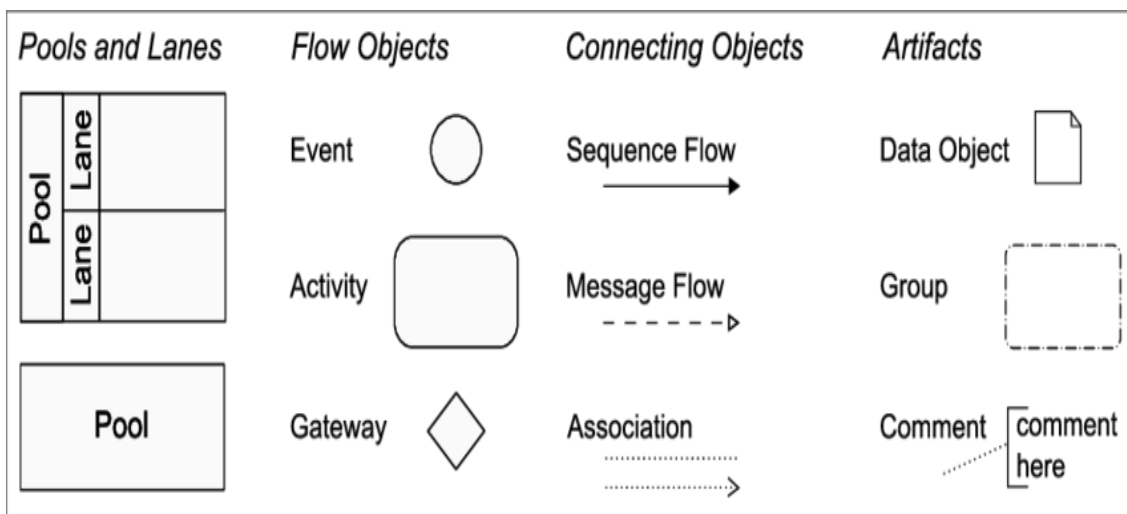 Pools and Lanes
Pool
Lane
Lane
Pool
Flow Objects
Event
Activity
Gateway
Connecting Objects
Sequence Flow
Message Flow
Association
Artifacts
Data Object
Group
Comment
comment
here